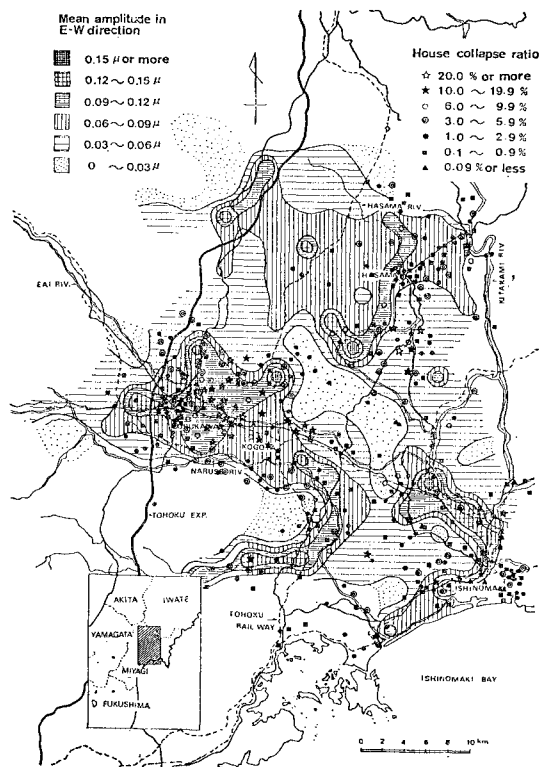 Mean amplitude in
E-W direction
0.15 μ or more
0.12 ~ 0.15 μ
0.09 ~ 0.12 μ
0.06 ~ 0.09 μ
0.03 ~ 0.06 μ
0 ~ 0.03 μ
House collapse ratio
20.0 % or more
10.0 ~ 19.9 %
6.0 ~ 9.9 %
3.0 ~ 5.9 %
1.0 ~ 2.9 %
0.1 ~ 0.9 %
0.09 % or less
HASAMA RIV.
HASAMA
KITAKAMI RIV.
EAI RIV.
KOGO
NARUSE RIV.
TOHOKU EXP.
AKITA
IWATE
YAMAGATA
MIYAGI
FUKUSHIMA
TOHOKU
RAIL WAY
ISHINOMAKI
ISHINOMAKI BAY
0 2 4 6 8 10 km